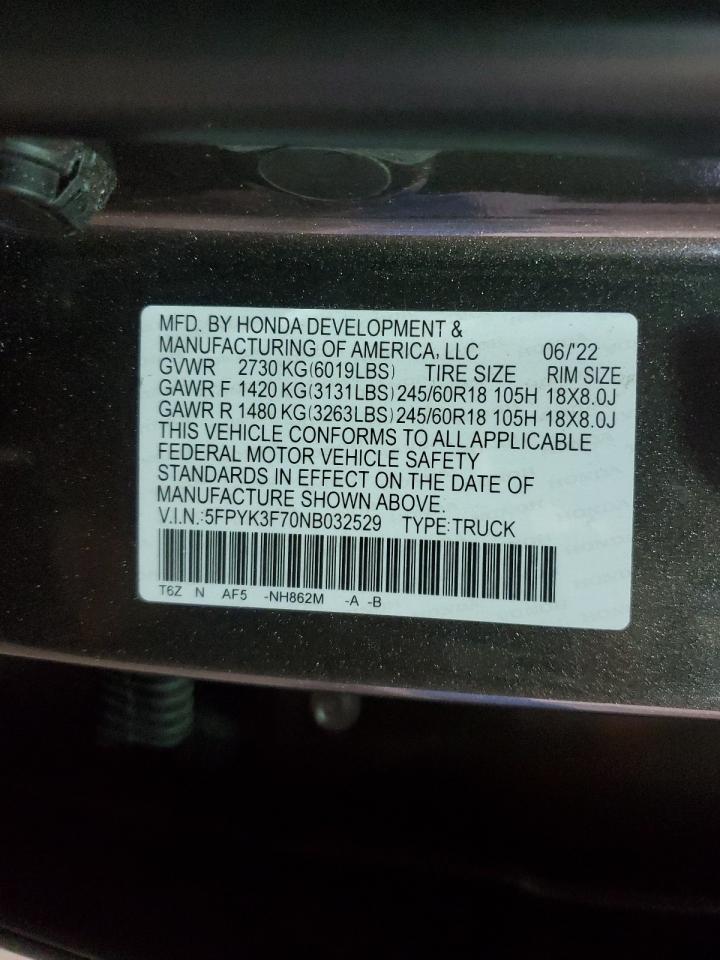 MFD. BY HONDA DEVELOPMENT &
MANUFACTURING OF AMERICA, LLC 06/'22
GVWR 2730 KG(6019LBS) TIRE SIZE RIM SIZE
GAWR F 1420 KG(3131LBS)245/60R18 105H 18X8.0J
GAWR R 1480 KG(3263LBS)245/60R18 105H 18X8.0J
THIS VEHICLE CONFORMS TO ALL APPLICABLE
FEDERAL MOTOR VEHICLE SAFETY
STANDARDS IN EFFECT ON THE DATE OF
MANUFACTURE SHOWN ABOVE.
V.I.N.:5FPYK3F70NB032529 TYPE:TRUCK
T6Z N AF5 -NH862M -A -B